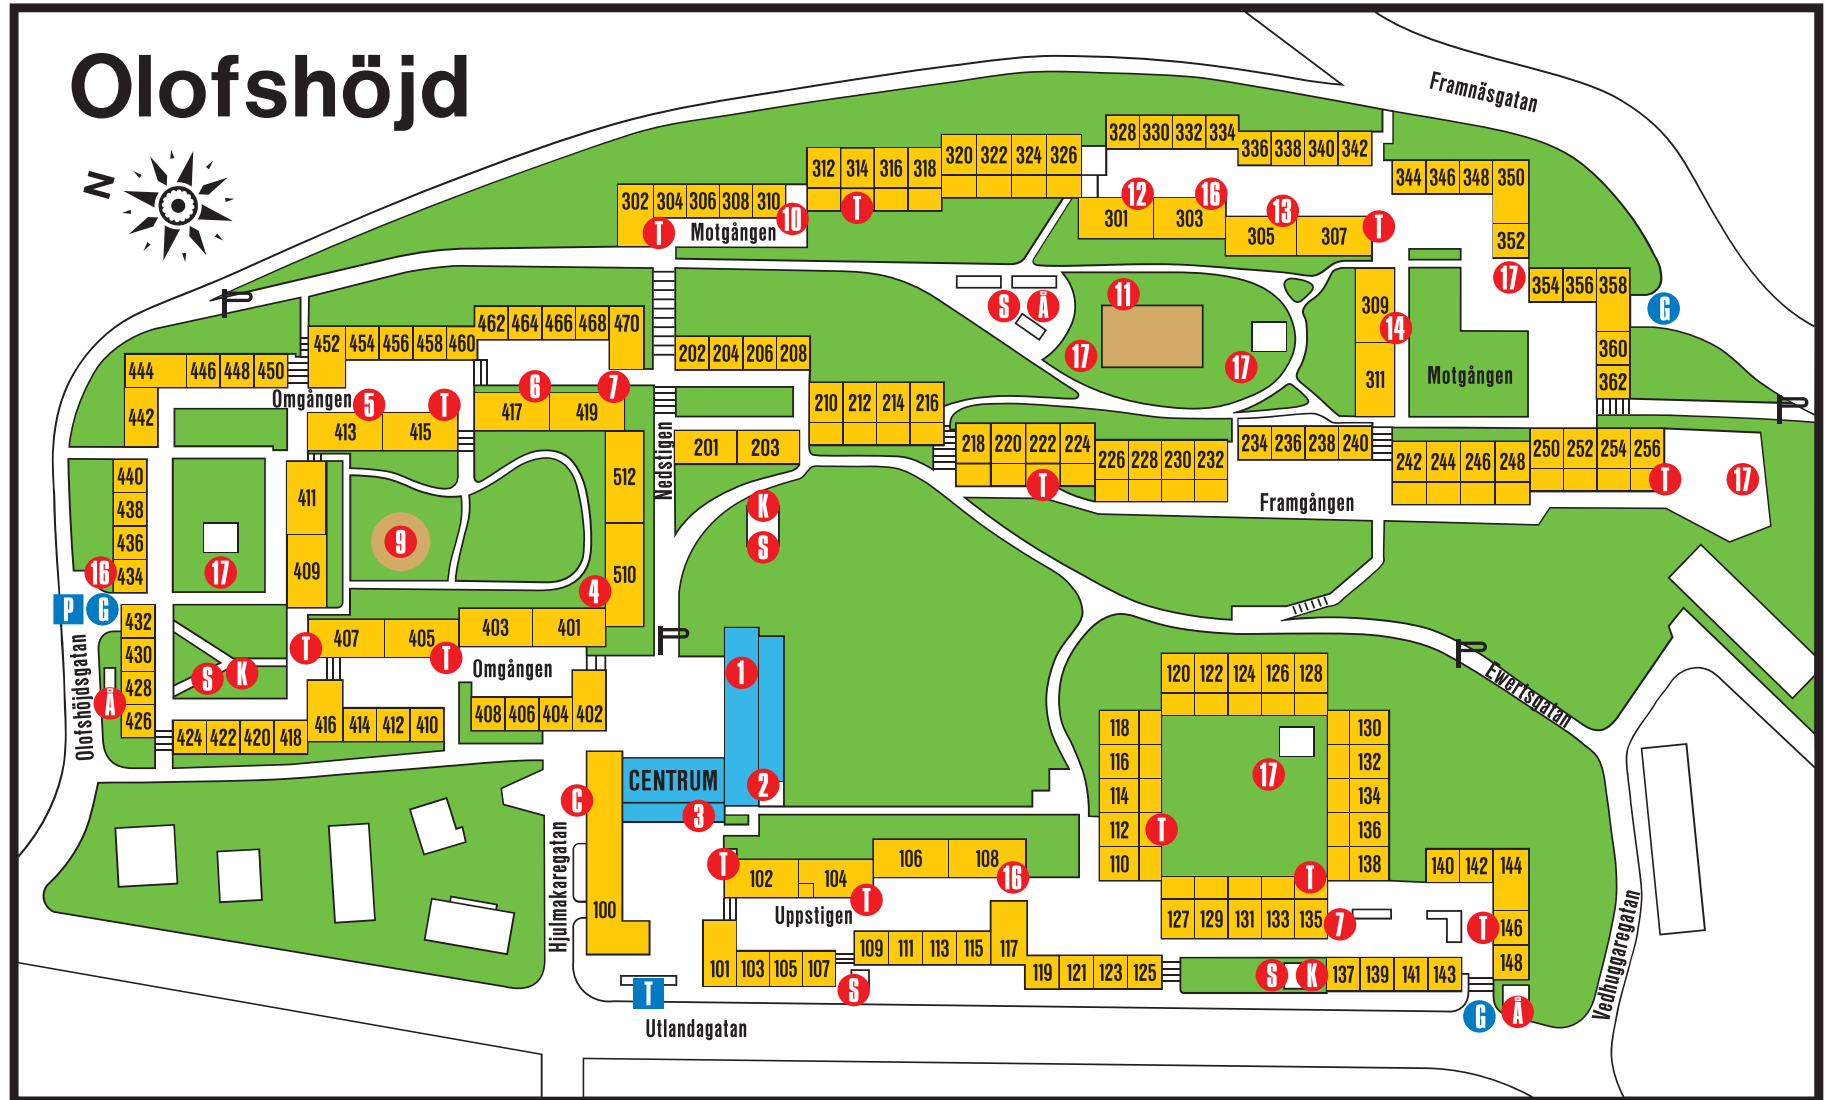 Olofshöjd
N
Framnäsgatan
328 330 332 334
336 338 340 342
320 322 324 326
312 314 316 318
344 346 348 350
352
302 304 306 308 310
T
Motgången
10
T
12
16
13
T
301 303
305 307
17
354 356 358
G
360
362
11
S Å
17
17
309
14
311
Motgången
462 464 466 468 470
452 454 456 458 460
444 446 448 450
442
Omgången
5
T
6
7
417 419
413 415
202 204 206 208
210 212 214 216
201 203
Nedstigen
218 220 222 224
T
226 228 230 232
234 236 238 240
242 244 246 248
250 252 254 256
T
17
Framgången
440
438
436
434
16
17
411
409
9
512
510
4
K
S
P G
432
430
428
426
Å
Olofshöjdsgatan
S K
T
407 405
T
403 401
Omgången
408 406 404 402
416 414 412 410
424 422 420 418
1
2
CENTRUM
3
C
100
Hjulmakaregatan
120 122 124 126 128
118
116
114
112
110
T
17
130
132
134
136
138
T
127 129 131 133 135
7
Ewertsgatan
140 142 144
T
146
148
T
102 104
T
106 108
16
Uppstigen
101 103 105 107
109 111 113 115 117
S
119 121 123 125
S K
137 139 141 143
G
Å
Vedhuggaregatan
T
Utlandagatan